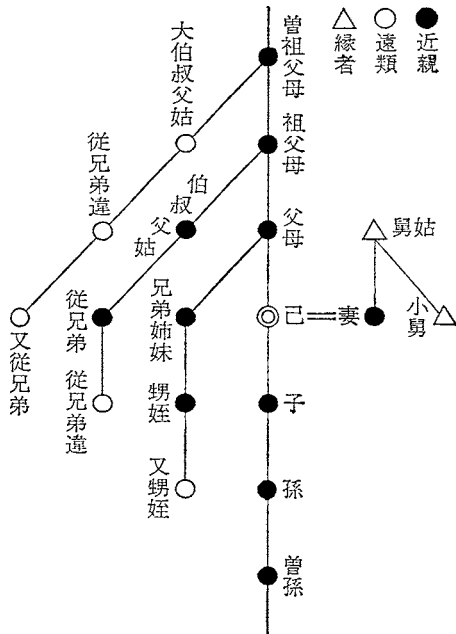 近親
遠類
縁者
曽祖父母
大伯叔父姑
祖父母
従兄弟違
伯叔父姑
父母
舅姑
又従兄弟
従兄弟
兄弟姉妹
己
妻
小舅
従兄弟違
甥姪
子
又甥姪
孫
曽孫